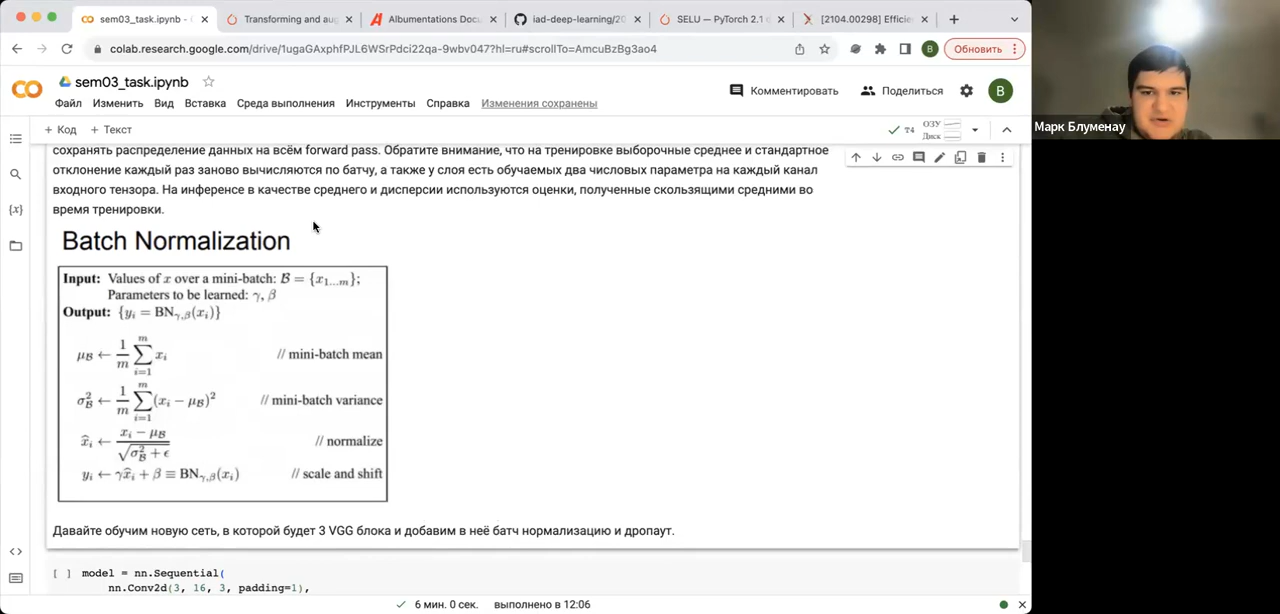 sem03_task.ipynb - C
Transforming and aug
Albumentations Docu
iad-deep-learning/20
SELU — PyTorch 2.1 d
[2104.00298] Efficie
colab.research.google.com/drive/1ugaGAxphfPJL6WSrPdci22qa-9wbv047?hl=ru#scrollTo=AmcuBzBg3ao4
B
Обновить
sem03_task.ipynb
Комментировать
Поделиться
B
Файл Изменить Вид Вставка Среда выполнения Инструменты Справка Изменения сохранены
Марк Блуменау
+ Код + Текст
T4
ОЗУ
Диск
сохранять распределение данных на всём forward pass. Обратите внимание, что на тренировке выборочные среднее и стандартное
отклонение каждый раз заново вычисляются по батчу, а также у слоя есть обучаемых два числовых параметра на каждый канал
входного тензора. На инференсе в качестве среднего и дисперсии используются оценки, полученные скользящими средними во
время тренировки.
Batch Normalization
Input: Values of x over a mini-batch: B = {x1...m};
Parameters to be learned: γ, β
Output: {yi = BNγ,β(xi)}
μB ← 1/m ∑_{i=1}^{m} xi // mini-batch mean
σ²B ← 1/m ∑_{i=1}^{m} (xi − μB)² // mini-batch variance
x̂i ← (xi − μB) / √(σ²B + ϵ) // normalize
yi ← γx̂i + β ≡ BNγ,β(xi) // scale and shift
Давайте обучим новую сеть, в которой будет 3 VGG блока и добавим в неё батч нормализацию и дропаут.
[ ] model = nn.Sequential(
nn.Conv2d(3, 16, 3, padding=1),
6 мин. 0 сек. выполнено в 12:06